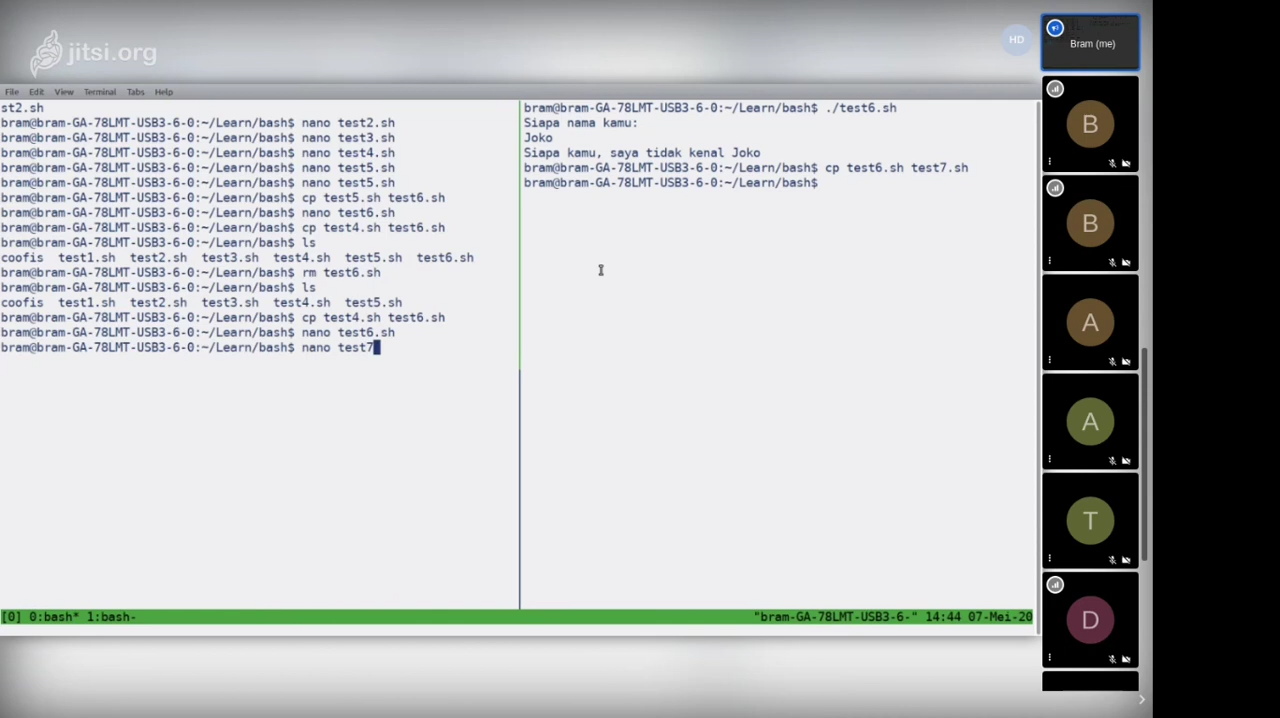 jitsi.org
HD
Bram (me)
File Edit View Terminal Tabs Help
st2.sh
bram@bram-GA-78LMT-USB3-6-0:~/Learn/bash$ nano test2.sh
bram@bram-GA-78LMT-USB3-6-0:~/Learn/bash$ nano test3.sh
bram@bram-GA-78LMT-USB3-6-0:~/Learn/bash$ nano test4.sh
bram@bram-GA-78LMT-USB3-6-0:~/Learn/bash$ nano test5.sh
bram@bram-GA-78LMT-USB3-6-0:~/Learn/bash$ nano test5.sh
bram@bram-GA-78LMT-USB3-6-0:~/Learn/bash$ cp test5.sh test6.sh
bram@bram-GA-78LMT-USB3-6-0:~/Learn/bash$ nano test6.sh
bram@bram-GA-78LMT-USB3-6-0:~/Learn/bash$ cp test4.sh test6.sh
bram@bram-GA-78LMT-USB3-6-0:~/Learn/bash$ ls
coofis test1.sh test2.sh test3.sh test4.sh test5.sh test6.sh
bram@bram-GA-78LMT-USB3-6-0:~/Learn/bash$ rm test6.sh
bram@bram-GA-78LMT-USB3-6-0:~/Learn/bash$ ls
coofis test1.sh test2.sh test3.sh test4.sh test5.sh
bram@bram-GA-78LMT-USB3-6-0:~/Learn/bash$ cp test4.sh test6.sh
bram@bram-GA-78LMT-USB3-6-0:~/Learn/bash$ nano test6.sh
bram@bram-GA-78LMT-USB3-6-0:~/Learn/bash$ nano test7
bram@bram-GA-78LMT-USB3-6-0:~/Learn/bash$ ./test6.sh
Siapa nama kamu:
Joko
Siapa kamu, saya tidak kenal Joko
bram@bram-GA-78LMT-USB3-6-0:~/Learn/bash$ cp test6.sh test7.sh
bram@bram-GA-78LMT-USB3-6-0:~/Learn/bash$
[0] 0:bash* 1:bash- "bram-GA-78LMT-USB3-6-" 14:44 07-Mei-20
B
B
A
A
T
D